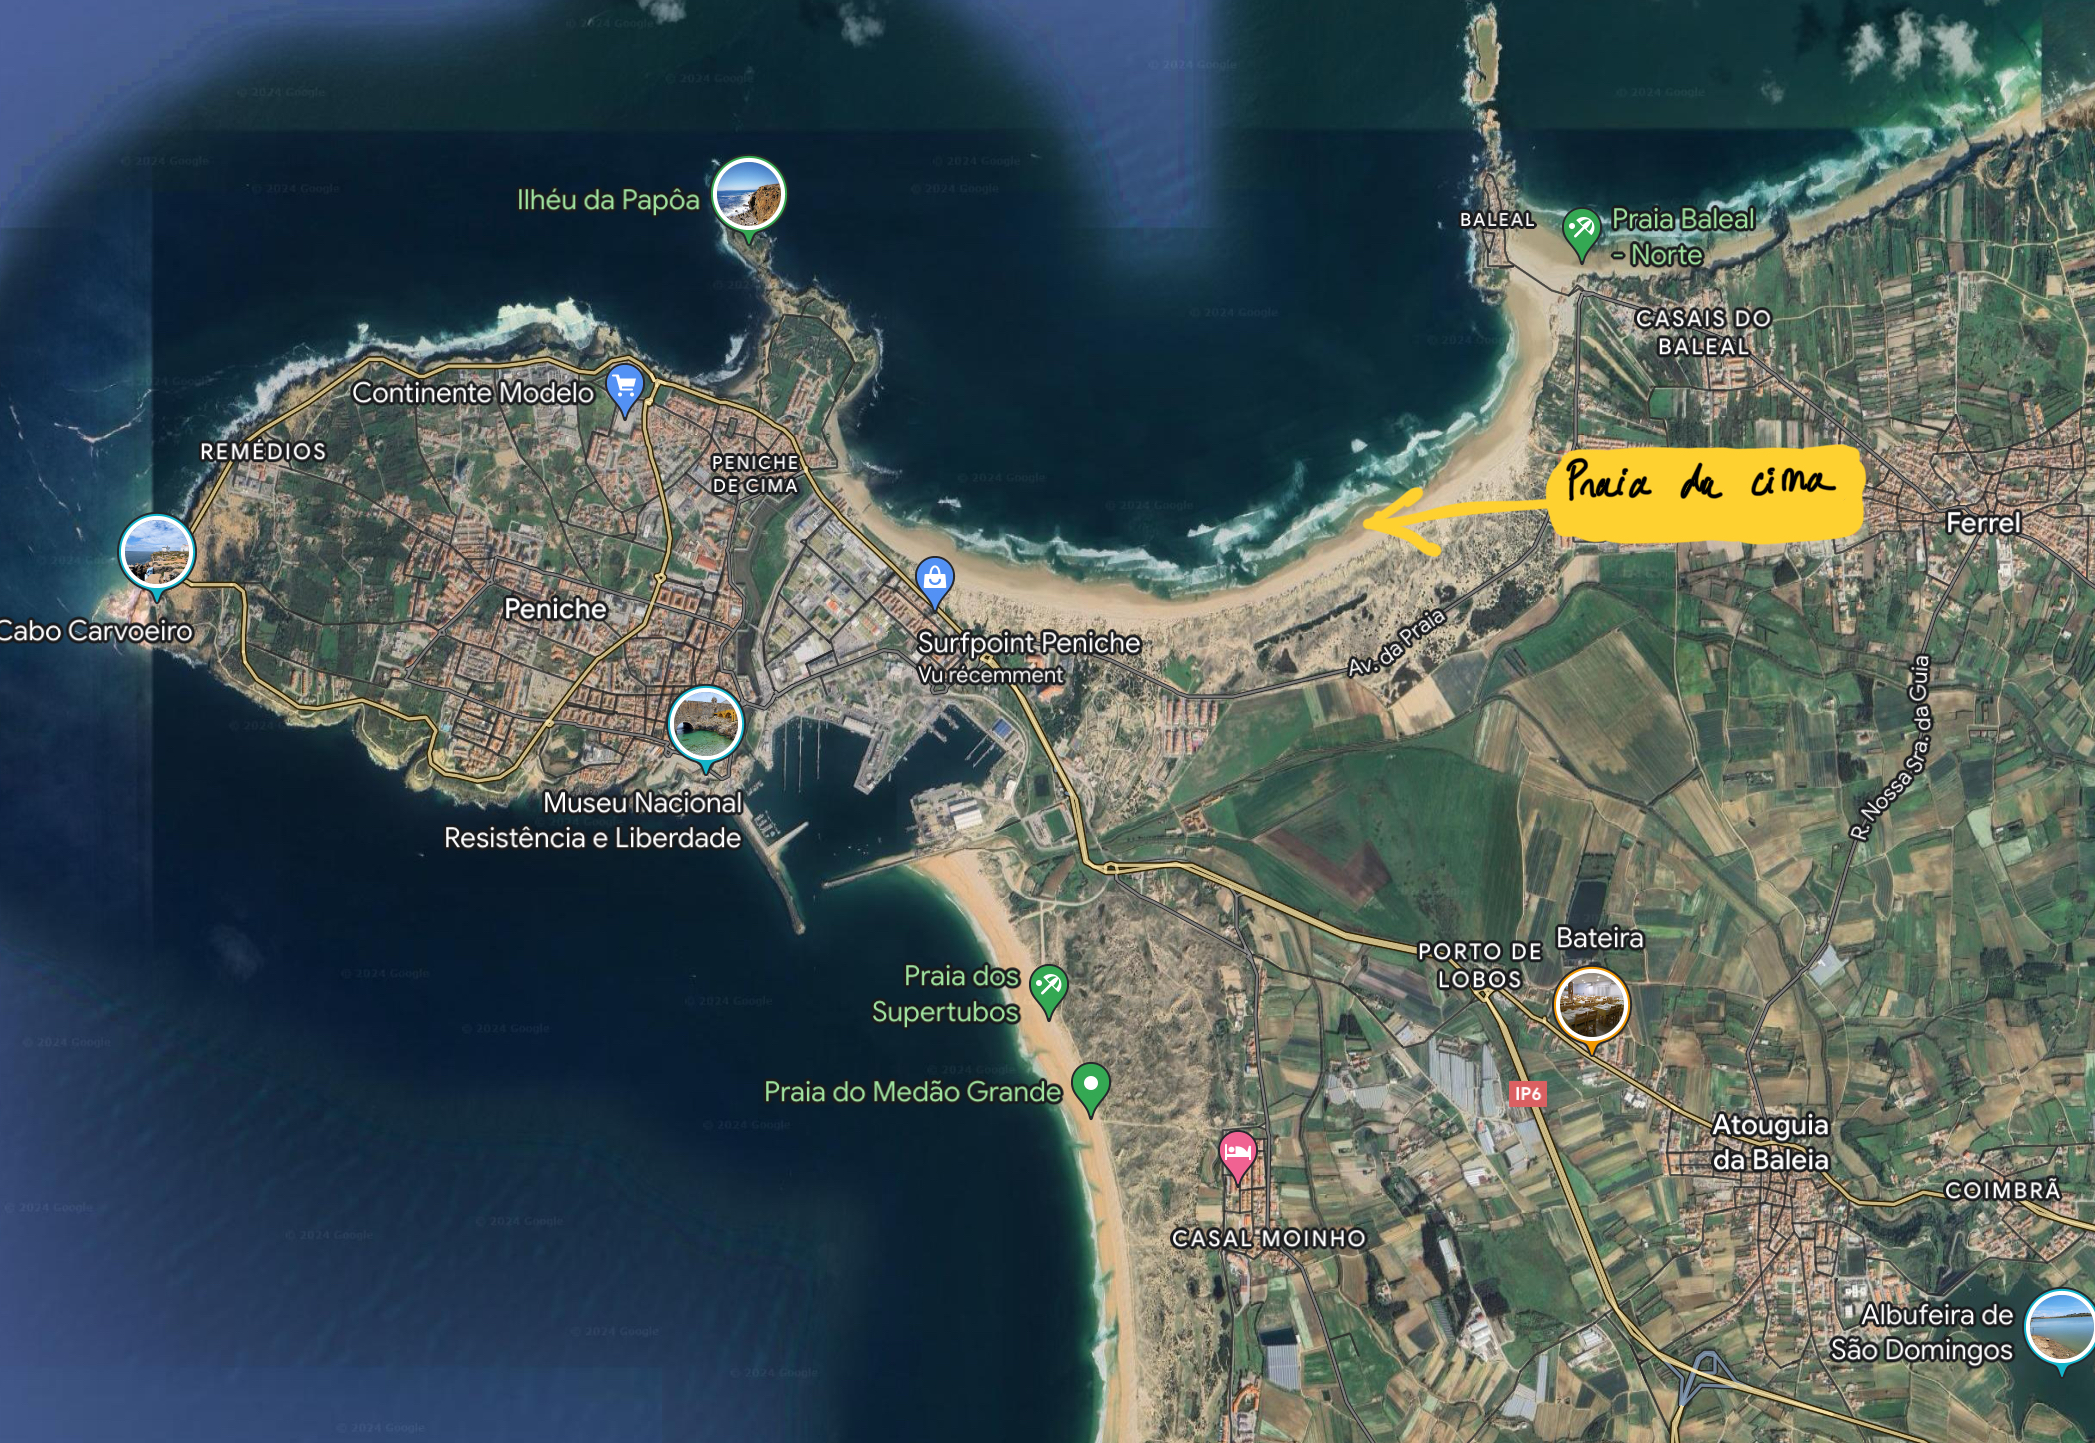 Ilhéu da Papôa
BALEAL
Praia Baleal
- Norte
CASAIS DO
BALEAL
Continente Modelo
REMÉDIOS
PENICHE
DE CIMA
Praia da cima
Ferrel
Cabo Carvoeiro
Peniche
Surfpoint Peniche
Vu récemment
Av. da Praia
R. Nossa Sra. da Guia
Museu Nacional
Resistência e Liberdade
Praia dos
Supertubos
PORTO DE
LOBOS
Bateira
Praia do Medão Grande
IP6
Atouguia
da Baleia
COIMBRÃ
CASAL MOINHO
Albufeira de
São Domingos
© 2024 Google